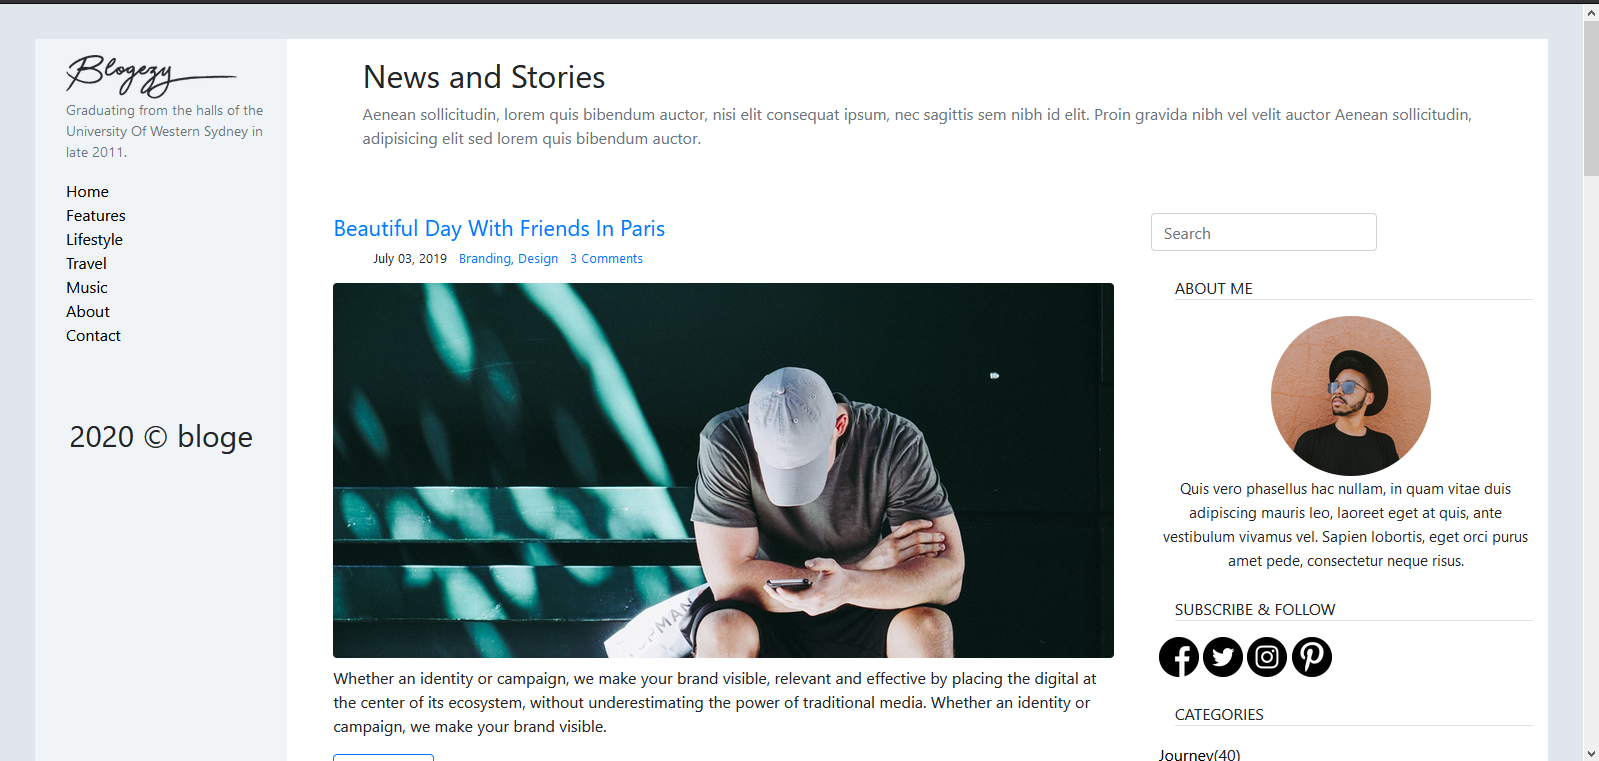 Blogezy
Graduating from the halls of the
University Of Western Sydney in
late 2011.
Home
Features
Lifestyle
Travel
Music
About
Contact
2020 © bloge
News and Stories
Aenean sollicitudin, lorem quis bibendum auctor, nisi elit consequat ipsum, nec sagittis sem nibh id elit. Proin gravida nibh vel velit auctor Aenean sollicitudin,
adipisicing elit sed lorem quis bibendum auctor.
Beautiful Day With Friends In Paris
July 03, 2019 Branding, Design 3 Comments
Whether an identity or campaign, we make your brand visible, relevant and effective by placing the digital at
the center of its ecosystem, without underestimating the power of traditional media. Whether an identity or
campaign, we make your brand visible.
Search
ABOUT ME
Quis vero phasellus hac nullam, in quam vitae duis
adipiscing mauris leo, laoreet eget at quis, ante
vestibulum vivamus vel. Sapien lobortis, eget orci purus
amet pede, consectetur neque risus.
SUBSCRIBE & FOLLOW
CATEGORIES
Journey(40)